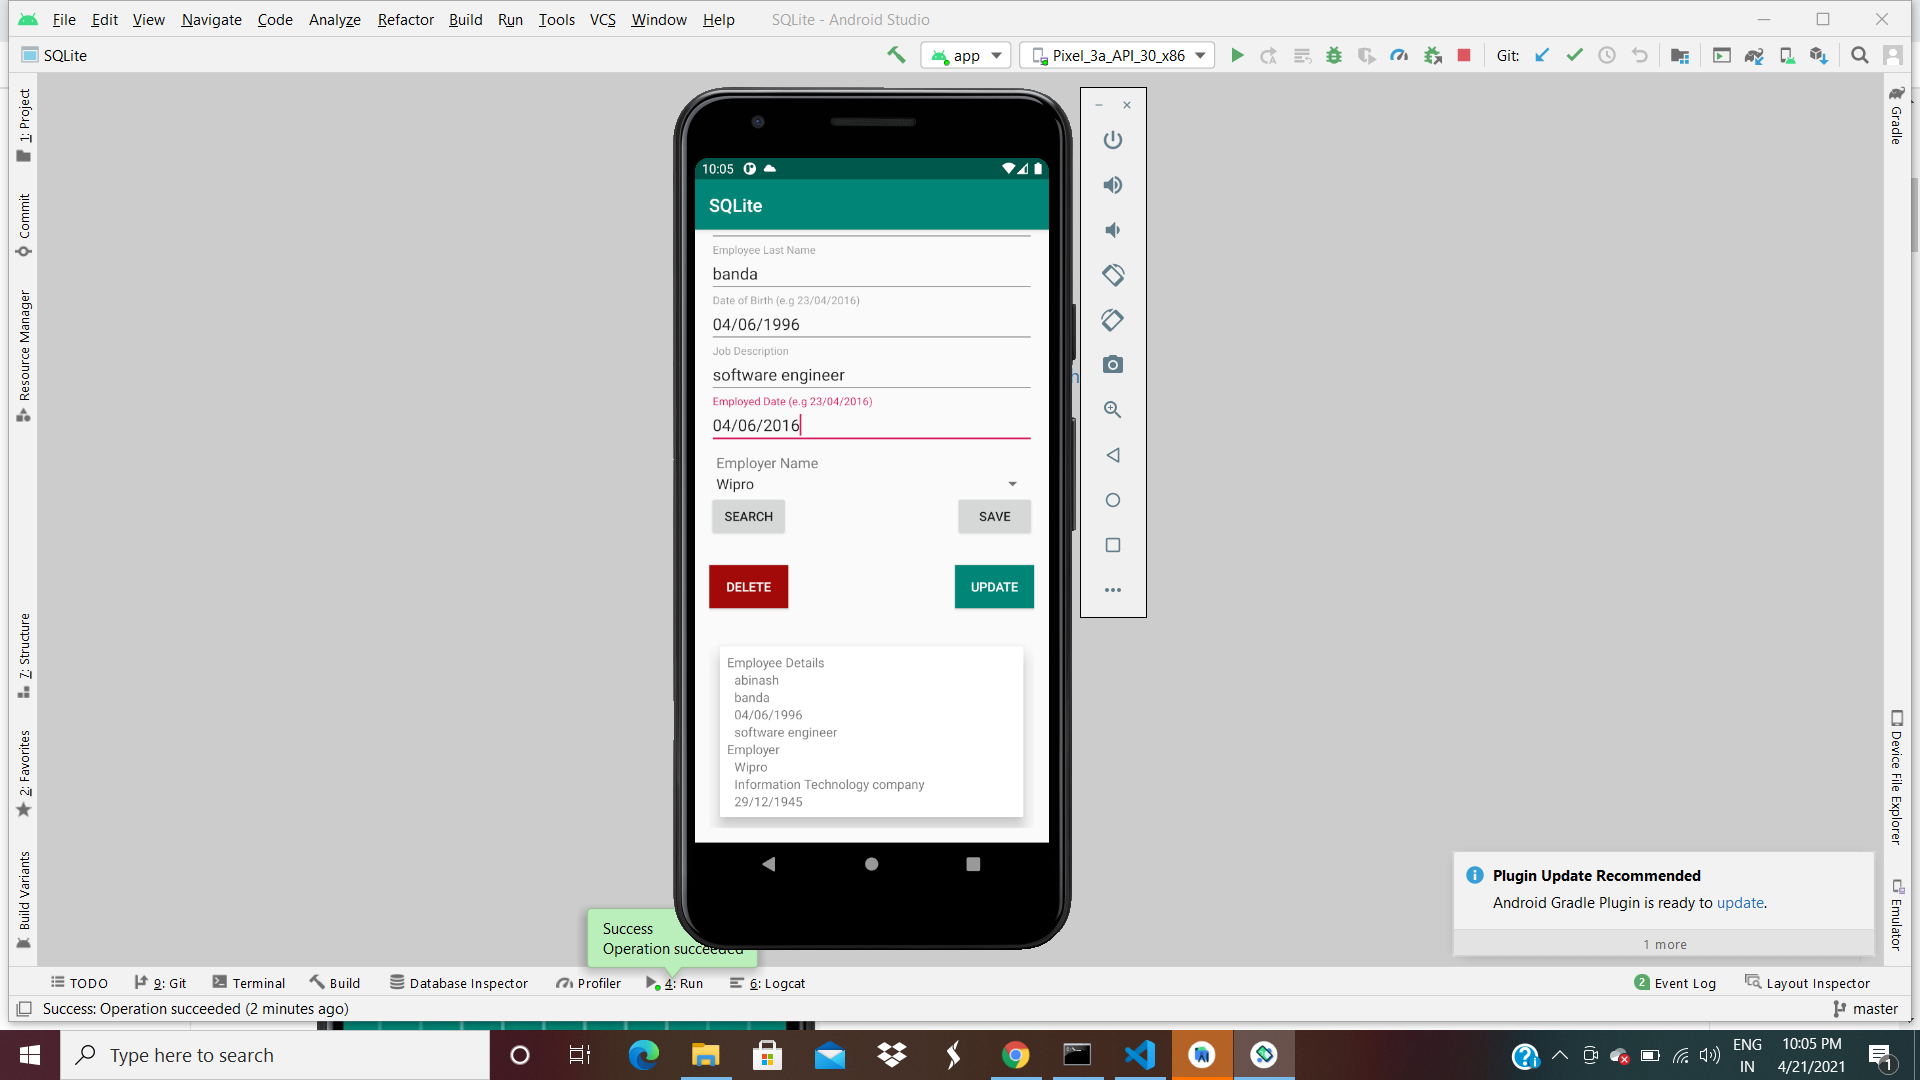 File Edit View Navigate Code Analyze Refactor Build Run Tools VCS Window Help SQLite - Android Studio
SQLite app Pixel_3a_API_30_x86 Git:
1: Project
Commit
Resource Manager
7: Structure
2: Favorites
Build Variants
Gradle
Device File Explorer
Emulator
10:05
SQLite
Employee Last Name
banda
Date of Birth (e.g 23/04/2016)
04/06/1996
Job Description
software engineer
Employed Date (e.g 23/04/2016)
04/06/2016
Employer Name
Wipro
SEARCH SAVE
DELETE UPDATE
Employee Details
abinash
banda
04/06/1996
software engineer
Employer
Wipro
Information Technology company
29/12/1945
h
Plugin Update Recommended
Android Gradle Plugin is ready to update.
1 more
Success
Operation succeeded
TODO 9: Git Terminal Build Database Inspector Profiler 4: Run 6: Logcat 2 Event Log Layout Inspector
Success: Operation succeeded (2 minutes ago) master
Type here to search
ENG
IN
10:05 PM
4/21/2021
1